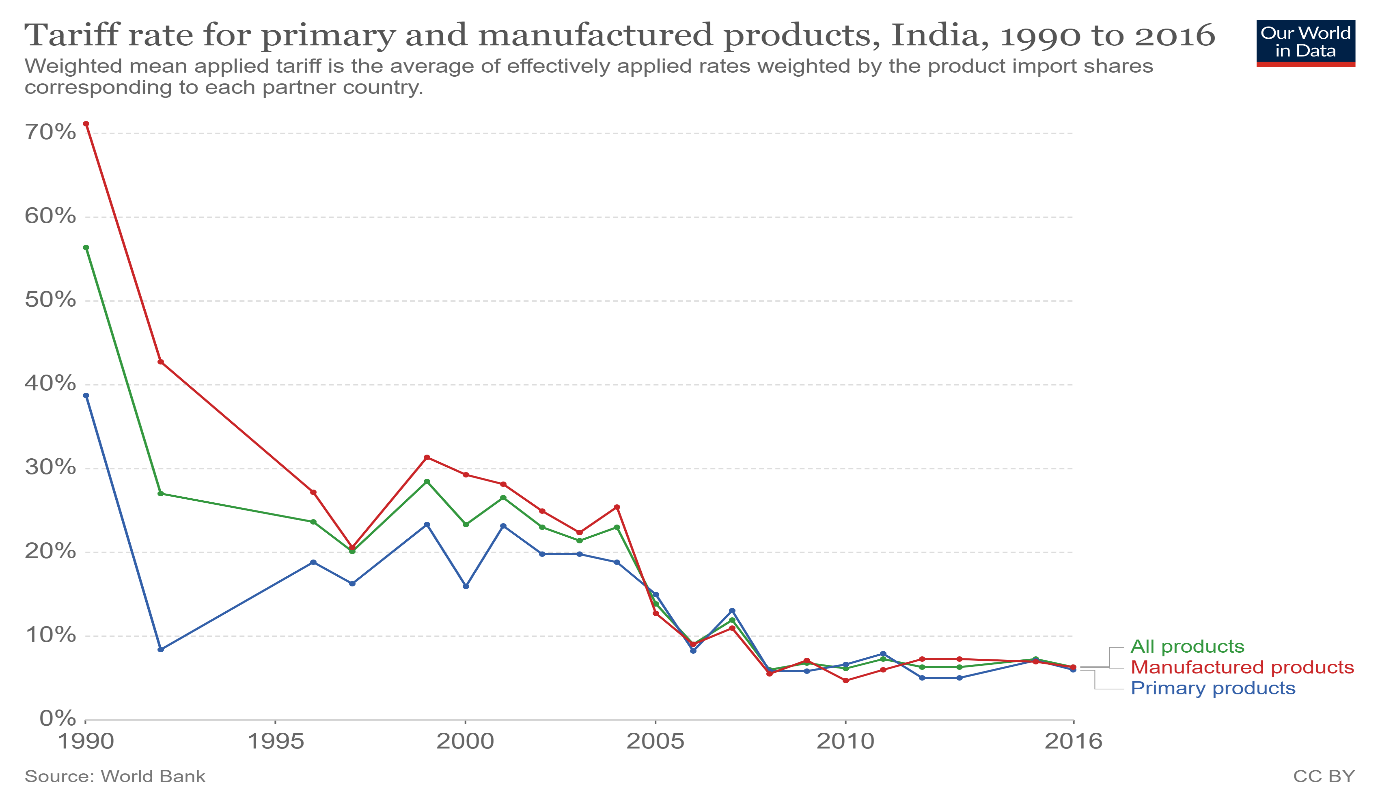 Tariff rate for primary and manufactured products, India, 1990 to 2016
Our World
in Data
Weighted mean applied tariff is the average of effectively applied rates weighted by the product import shares
corresponding to each partner country.
70%
60%
50%
40%
30%
20%
10%
0%
All products
Manufactured products
Primary products
1990 1995 2000 2005 2010 2016
Source: World Bank
CC BY